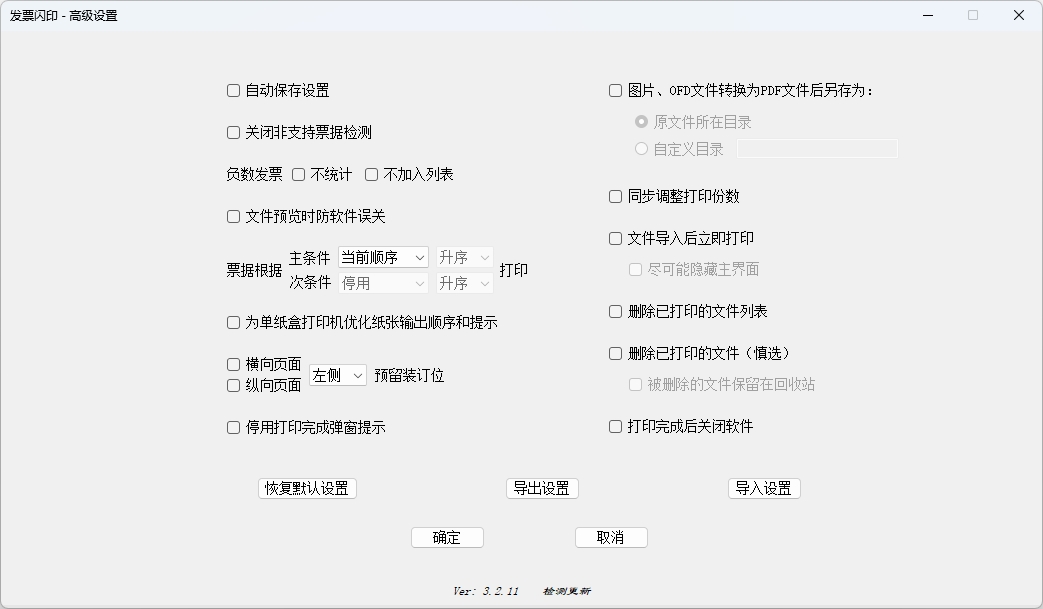 发票闪印 - 高级设置
自动保存设置
关闭非支持票据检测
负数发票 不统计 不加入列表
文件预览时防软件误关
票据根据 主条件 当前顺序 升序 打印
次条件 停用 升序
为单纸盒打印机优化纸张输出顺序和提示
横向页面
纵向页面
左侧 预留装订位
停用打印完成弹窗提示
图片、OFD文件转换为PDF文件后另存为：
原文件所在目录
自定义目录
同步调整打印份数
文件导入后立即打印
尽可能隐藏主界面
删除已打印的文件列表
删除已打印的文件（慎选）
被删除的文件保留在回收站
打印完成后关闭软件
恢复默认设置 导出设置 导入设置
确定 取消
Ver: 3.2.11 检测更新